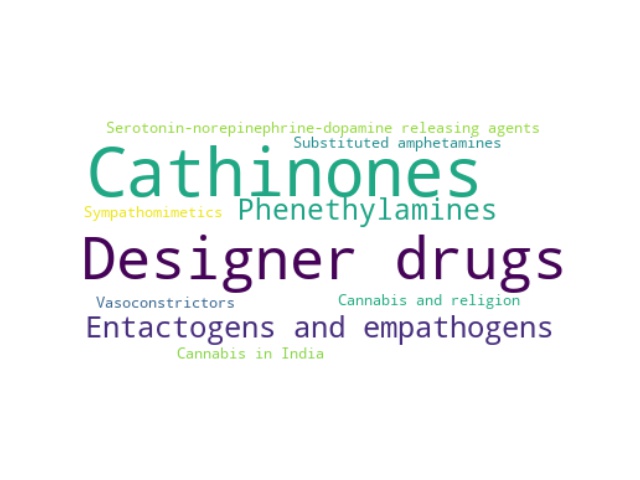 Serotonin-norepinephrine-dopamine releasing agents
Substituted amphetamines
Cathinones
Sympathomimetics
Phenethylamines
Designer drugs
Vasoconstrictors
Cannabis and religion
Entactogens and empathogens
Cannabis in India